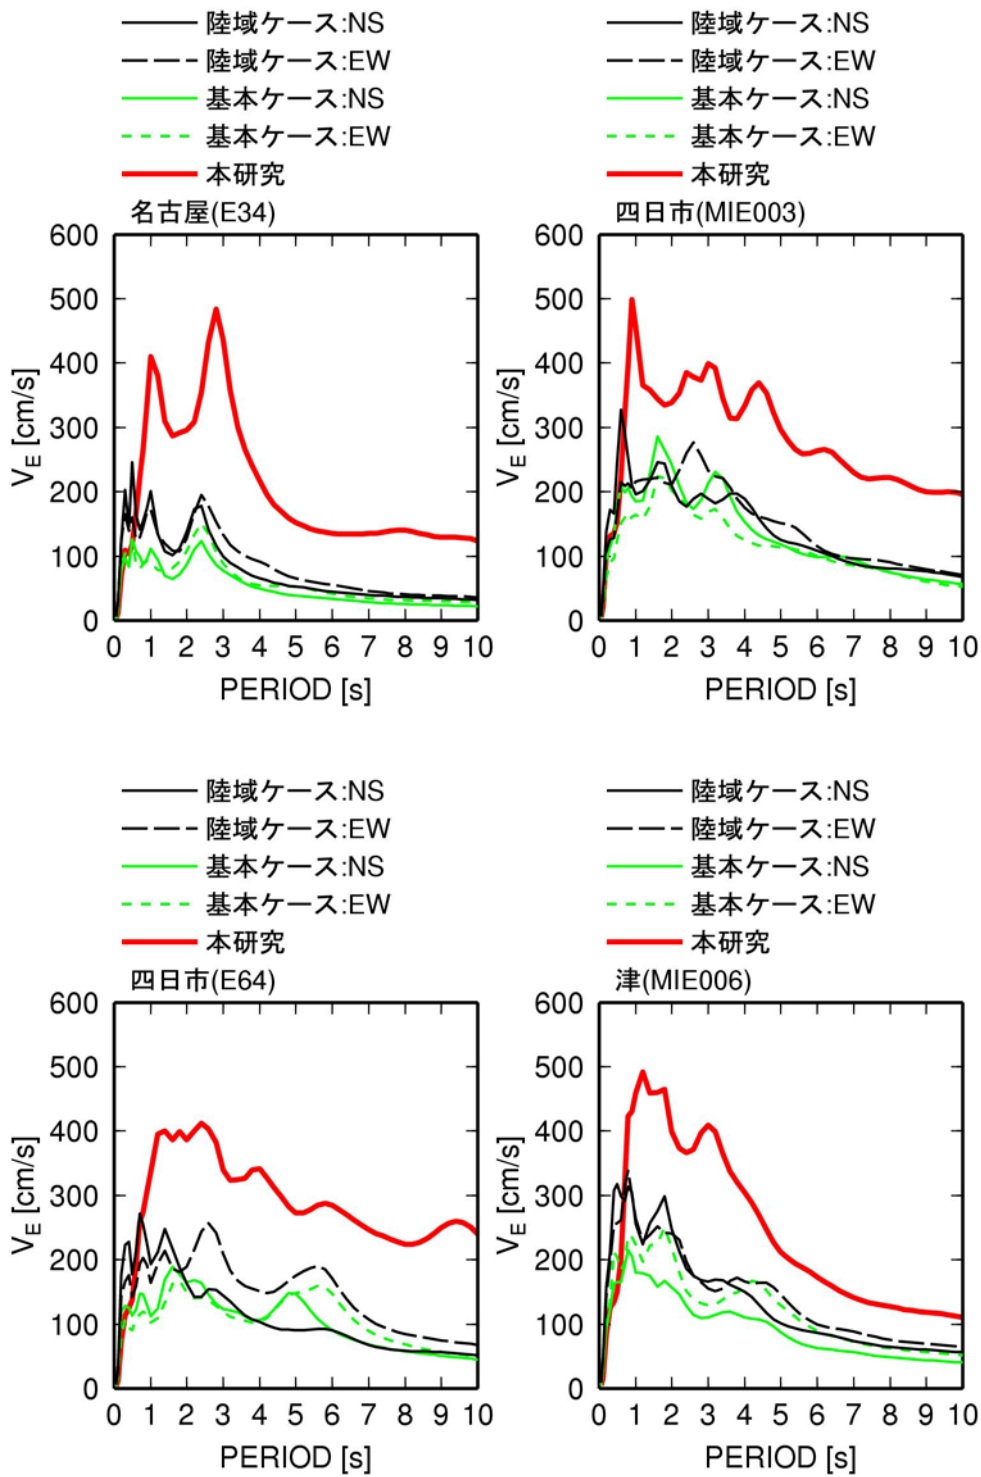 陸域ケース:NS
陸域ケース:EW
基本ケース:NS
基本ケース:EW
本研究
名古屋(E34)
600
500
400
300
200
100
0
V_E [cm/s]
0 1 2 3 4 5 6 7 8 9 10
PERIOD [s]
陸域ケース:NS
陸域ケース:EW
基本ケース:NS
基本ケース:EW
本研究
四日市(MIE003)
600
500
400
300
200
100
0
V_E [cm/s]
0 1 2 3 4 5 6 7 8 9 10
PERIOD [s]
陸域ケース:NS
陸域ケース:EW
基本ケース:NS
基本ケース:EW
本研究
四日市(E64)
600
500
400
300
200
100
0
V_E [cm/s]
0 1 2 3 4 5 6 7 8 9 10
PERIOD [s]
陸域ケース:NS
陸域ケース:EW
基本ケース:NS
基本ケース:EW
本研究
津(MIE006)
600
500
400
300
200
100
0
V_E [cm/s]
0 1 2 3 4 5 6 7 8 9 10
PERIOD [s]